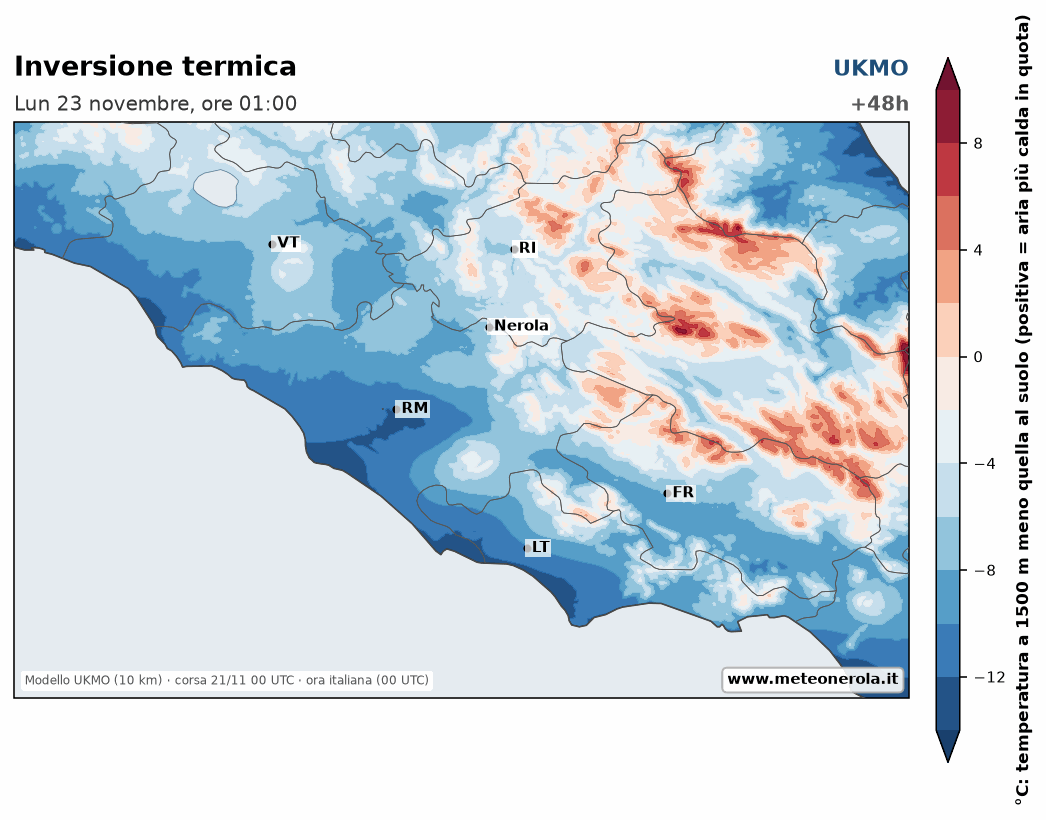 Inversione termica
UKMO
Lun 23 novembre, ore 01:00
+48h
VT
RI
Nerola
RM
FR
LT
Modello UKMO (10 km) · corsa 21/11 00 UTC · ora italiana (00 UTC)
www.meteonerola.it
8
4
0
−4
−8
−12
°C: temperatura a 1500 m meno quella al suolo (positiva = aria più calda in quota)